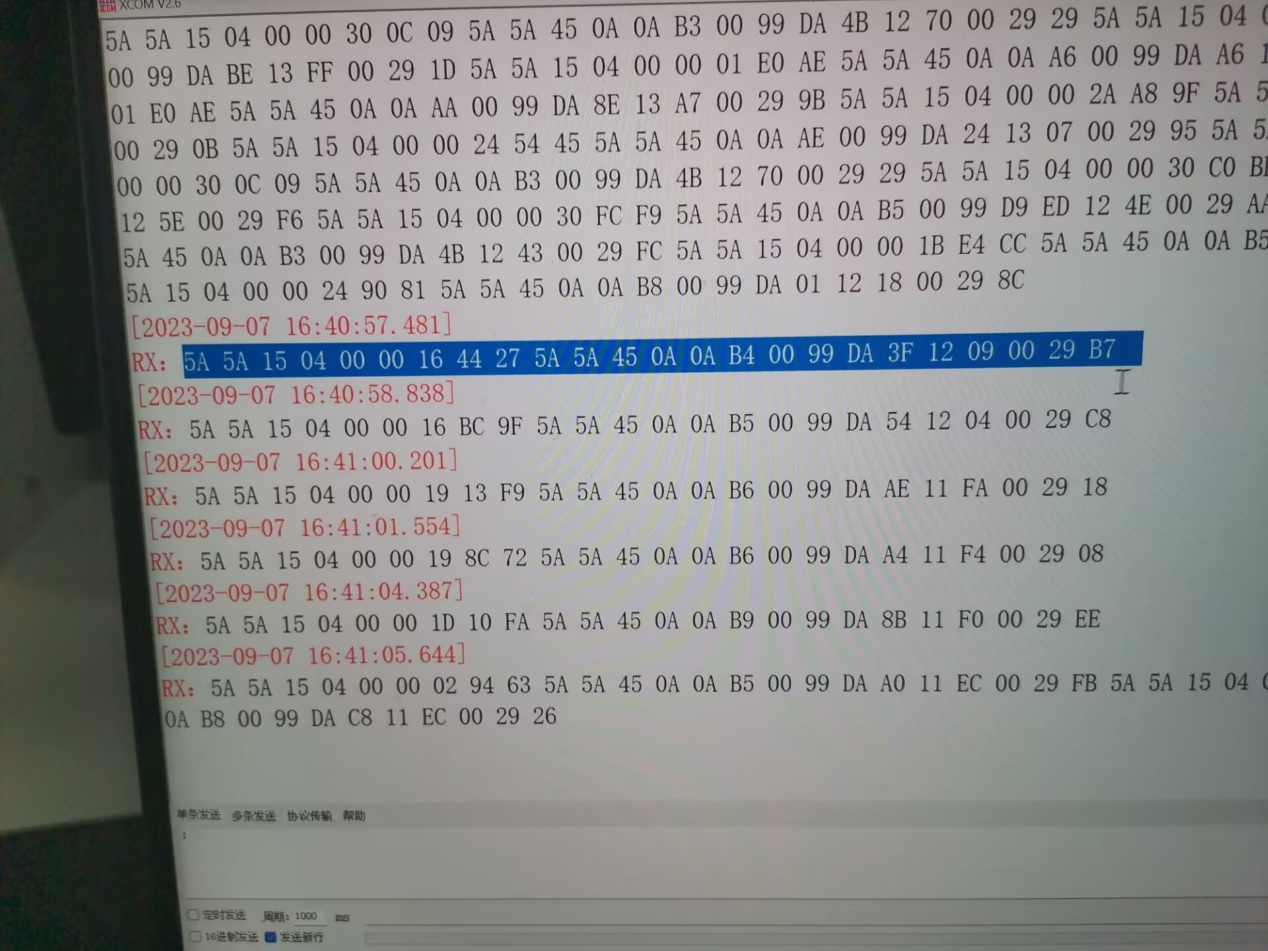 XCOM V2.6
5A 5A 15 04 00 00 30 0C 09 5A 5A 45 0A 0A B3 00 99 DA 4B 12 70 00 29 29 5A 5A 15 04
00 99 DA BE 13 FF 00 29 1D 5A 5A 15 04 00 00 01 E0 AE 5A 5A 45 0A 0A A6 00 99 DA A6
01 E0 AE 5A 5A 45 0A 0A AA 00 99 DA 8E 13 A7 00 29 9B 5A 5A 15 04 00 00 2A A8 9F 5A
00 29 0B 5A 5A 15 04 00 00 24 54 45 5A 5A 45 0A 0A AE 00 99 DA 24 13 07 00 29 95 5A
00 00 30 0C 09 5A 5A 45 0A 0A B3 00 99 DA 4B 12 70 00 29 29 5A 5A 15 04 00 00 30 C0
12 5E 00 29 F6 5A 5A 15 04 00 00 30 FC F9 5A 5A 45 0A 0A B5 00 99 D9 ED 12 4E 00 29
5A 45 0A 0A B3 00 99 DA 4B 12 43 00 29 FC 5A 5A 15 04 00 00 1B E4 CC 5A 5A 45 0A 0A B5
5A 15 04 00 00 24 90 81 5A 5A 45 0A 0A B8 00 99 DA 01 12 18 00 29 8C
[2023-09-07 16:40:57.481]
RX: 5A 5A 15 04 00 00 16 44 27 5A 5A 45 0A 0A B4 00 99 DA 3F 12 09 00 29 B7
[2023-09-07 16:40:58.838]
RX: 5A 5A 15 04 00 00 16 BC 9F 5A 5A 45 0A 0A B5 00 99 DA 54 12 04 00 29 C8
[2023-09-07 16:41:00.201]
RX: 5A 5A 15 04 00 00 19 13 F9 5A 5A 45 0A 0A B6 00 99 DA AE 11 FA 00 29 18
[2023-09-07 16:41:01.554]
RX: 5A 5A 15 04 00 00 19 8C 72 5A 5A 45 0A 0A B6 00 99 DA A4 11 F4 00 29 08
[2023-09-07 16:41:04.387]
RX: 5A 5A 15 04 00 00 1D 10 FA 5A 5A 45 0A 0A B9 00 99 DA 8B 11 F0 00 29 EE
[2023-09-07 16:41:05.644]
RX: 5A 5A 15 04 00 00 02 94 63 5A 5A 45 0A 0A B5 00 99 DA A0 11 EC 00 29 FB 5A 5A 15 04
0A B8 00 99 DA C8 11 EC 00 29 26
单条发送 多条发送 协议传输 帮助
1
定时发送 周期: 1000 ms
16进制发送 发送新行